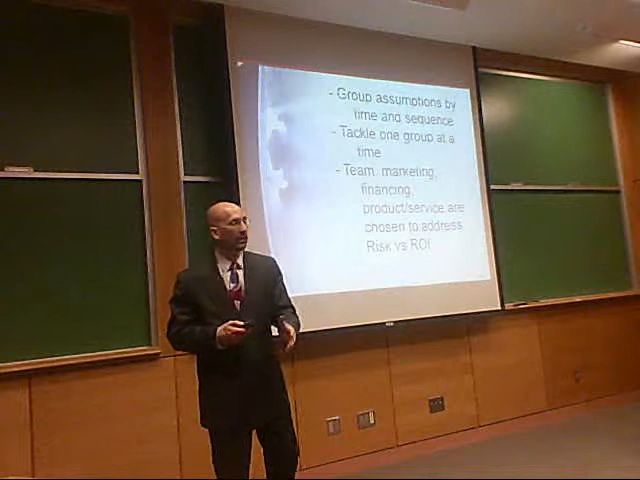 - Group assumptions by
time and sequence
- Tackle one group at a
time
- Team, marketing,
financing,
product/service are
chosen to address
Risk vs ROI